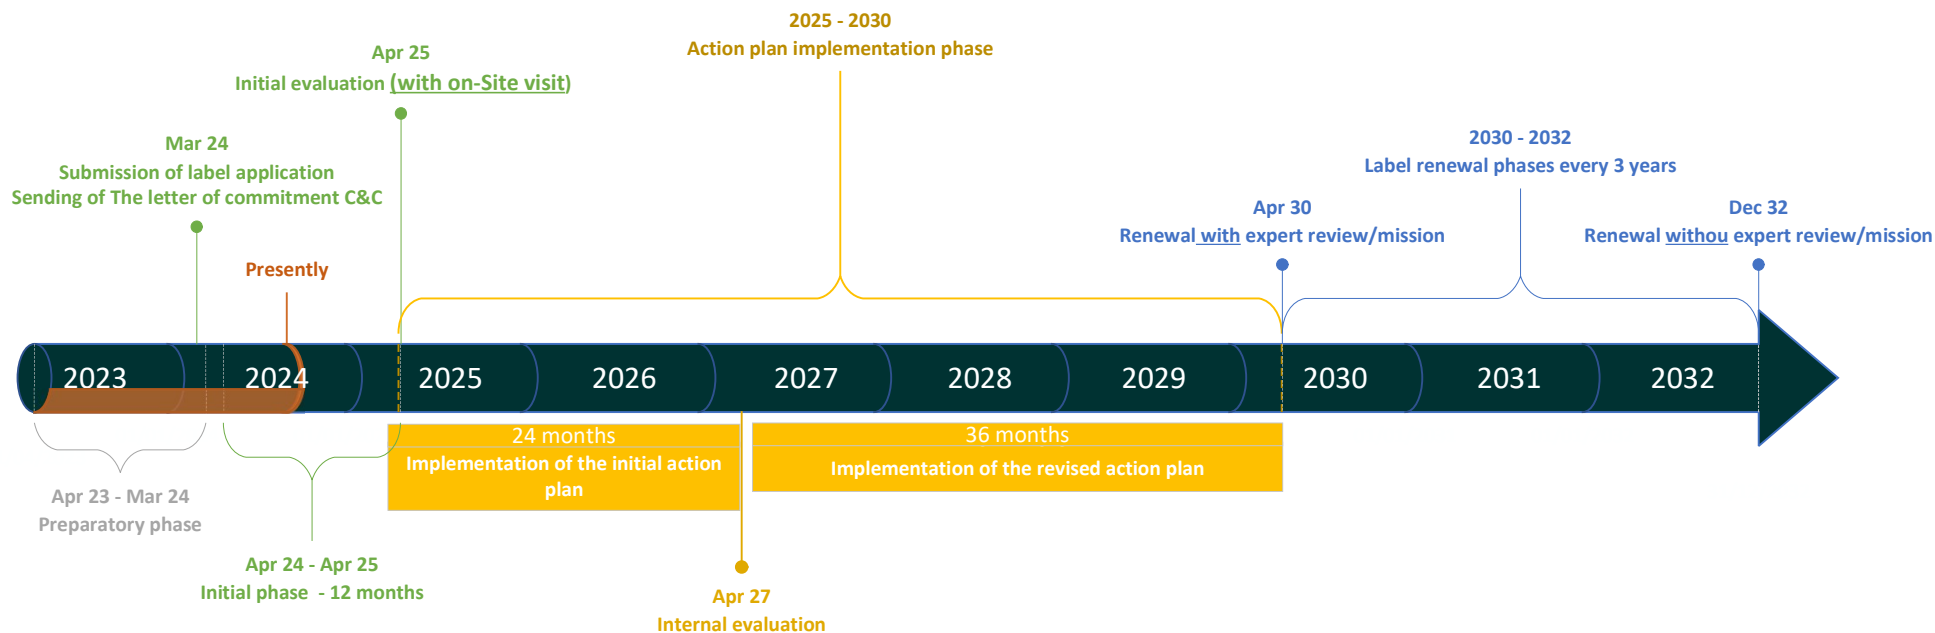 2025 - 2030
Action plan implementation phase
Apr 25
Initial evaluation (with on-Site visit)
Mar 24
Submission of label application
Sending of The letter of commitment C&C
2030 - 2032
Label renewal phases every 3 years
Apr 30
Renewal with expert review/mission
Dec 32
Renewal withou expert review/mission
Presently
2023
2024
2025
2026
2027
2028
2029
2030
2031
2032
24 months
Implementation of the initial action
plan
36 months
Implementation of the revised action plan
Apr 23 - Mar 24
Preparatory phase
Apr 24 - Apr 25
Initial phase - 12 months
Apr 27
Internal evaluation